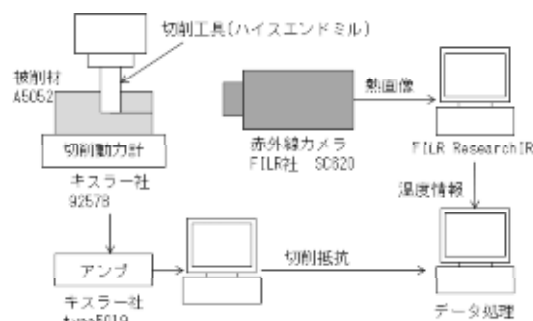 切削工具(ハイスエンドミル)
被削材
A5052
熱画像
切削動力計
赤外線カメラ
FILR社 SC620
FILR ResearchIR
キスラー社
9257B
温度情報
切削抵抗
アンプ
キスラー社
データ処理